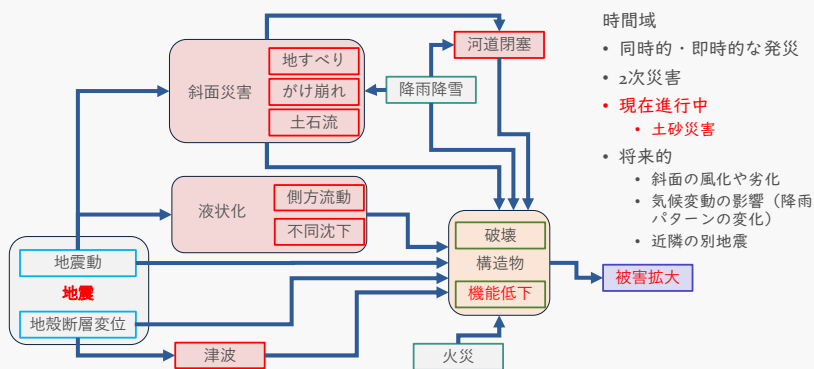 斜面災害
地すべり
がけ崩れ
土石流
降雨降雪
河道閉塞
液状化
側方流動
不同沈下
地震動
地震
地殻断層変位
津波
破壊
構造物
機能低下
火災
被害拡大
時間域
• 同時的・即時的な発災
• 2次災害
• 現在進行中
• 土砂災害
• 将来的
• 斜面の風化や劣化
• 気候変動の影響（降雨
パターンの変化）
• 近隣の別地震